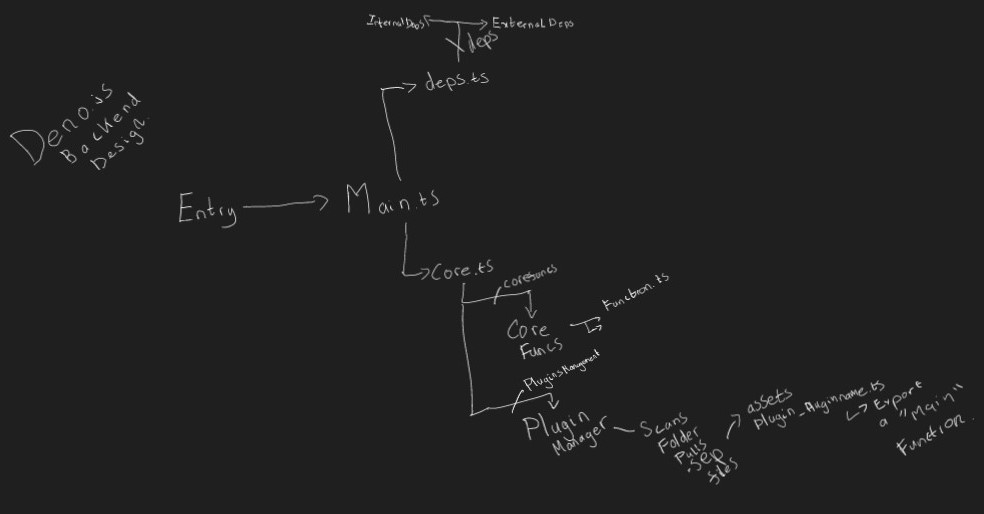 InternalDeps
External Deps
deps
deps.ts
Deno.js
Backend
Design.
Entry
Main.ts
Core.ts
corefuncs
Core
Funcs
Function.ts
PluginsManagement
Plugin
Manager
Scans
Folder
Pulls
.sep
files
assets
Plugin_Pluginname.ts
Export
a "Main"
Function.